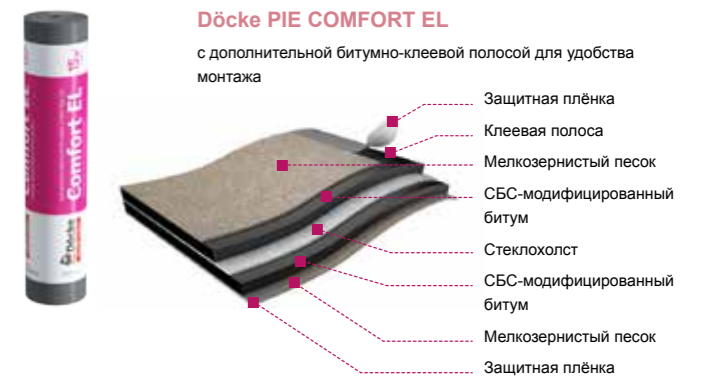 Döcke PIE COMFORT EL
с дополнительной битумно-клеевой полосой для удобства
монтажа
Защитная плёнка
Клеевая полоса
Мелкозернистый песок
СБС-модифицированный
битум
Стеклохолст
СБС-модифицированный
битум
Мелкозернистый песок
Защитная плёнка
Comfort EL
Döcke